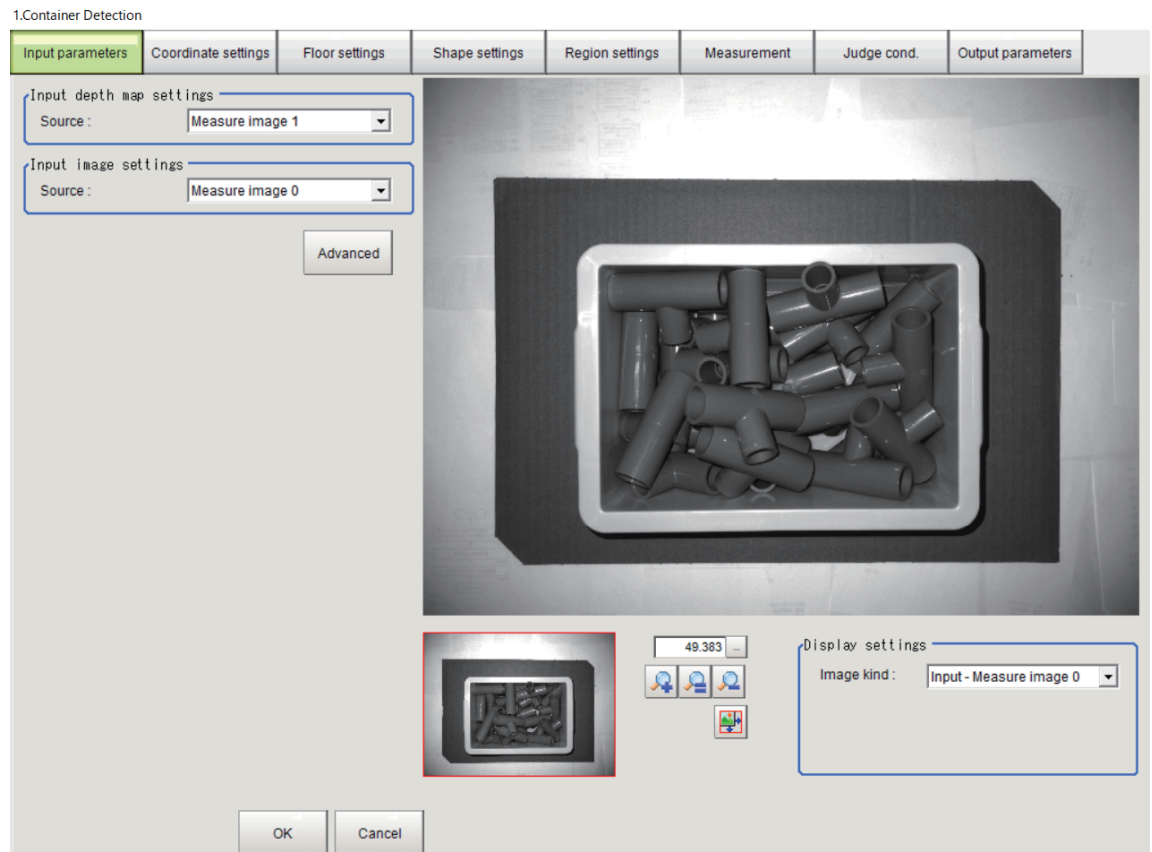 1.Container Detection
Input parameters Coordinate settings Floor settings Shape settings Region settings Measurement Judge cond. Output parameters
Input depth map settings
Source : Measure image 1
Input image settings
Source : Measure image 0
Advanced
49.383 ...
Display settings
Image kind : Input - Measure image 0
OK Cancel